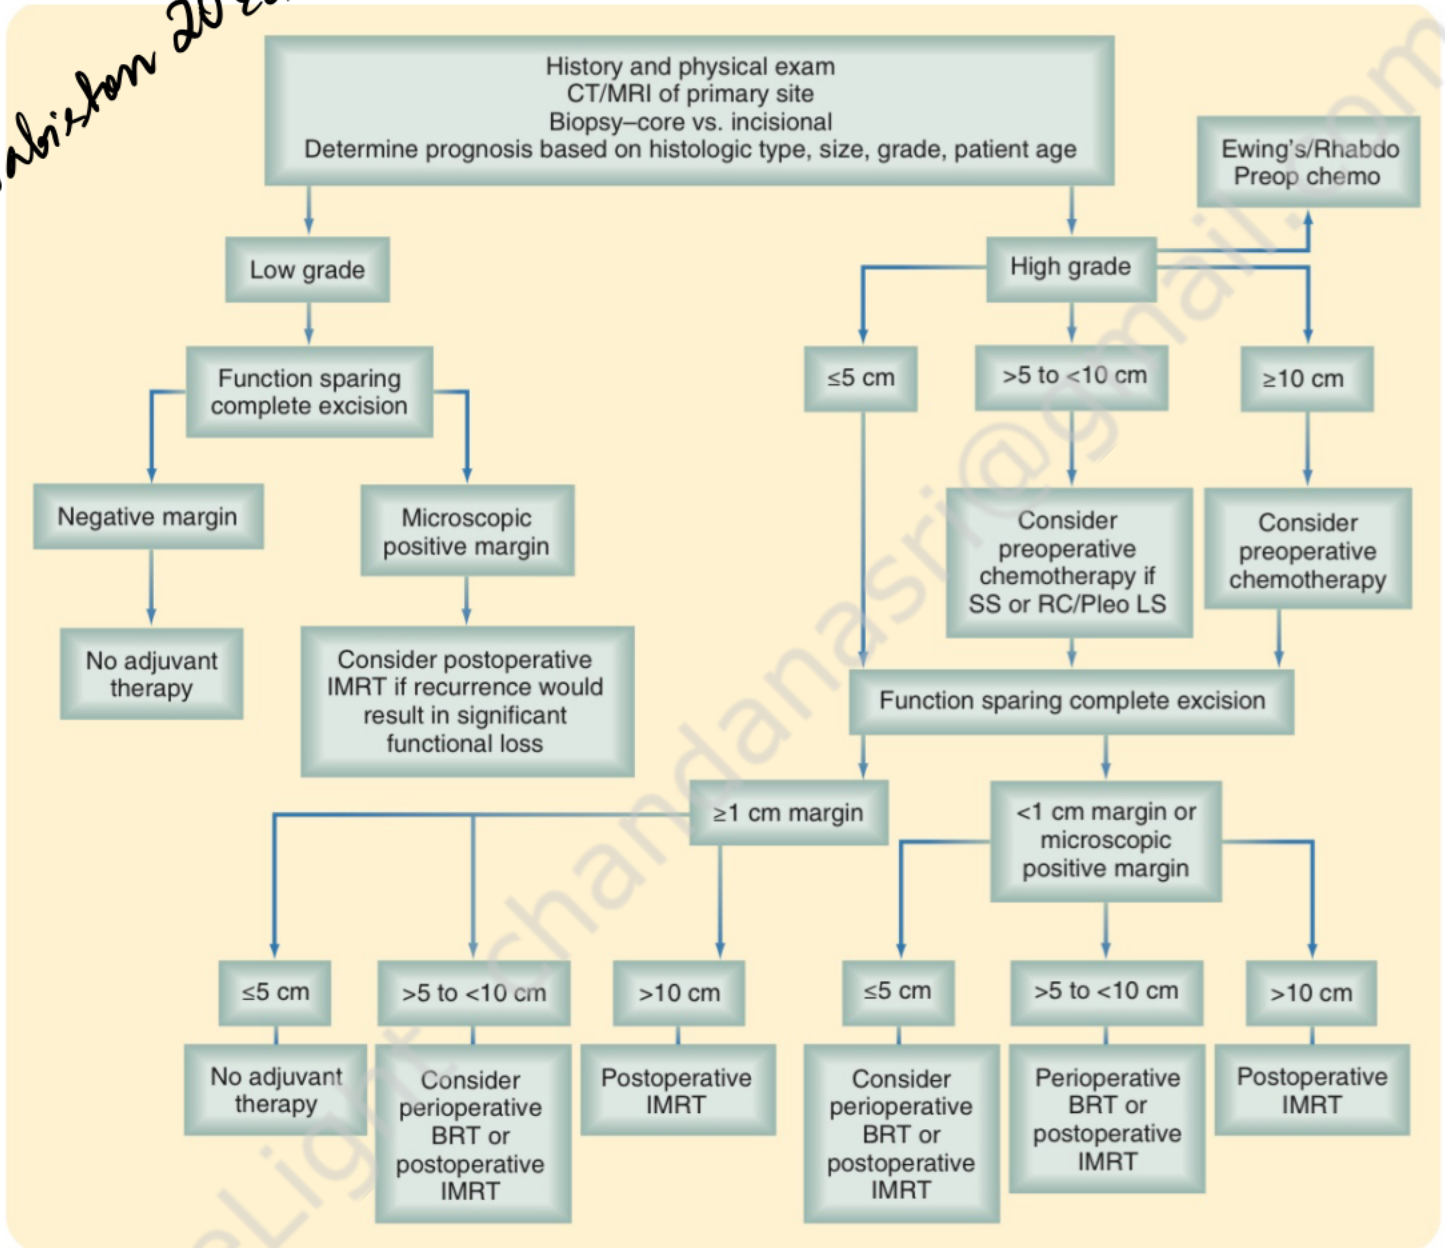 Sabiston 20
History and physical exam
CT/MRI of primary site
Biopsy–core vs. incisional
Determine prognosis based on histologic type, size, grade, patient age
Ewing's/Rhabdo
Preop chemo
Low grade
High grade
Function sparing
complete excision
≤5 cm
>5 to <10 cm
≥10 cm
Negative margin
Microscopic
positive margin
Consider
preoperative
chemotherapy if
SS or RC/Pleo LS
Consider
preoperative
chemotherapy
No adjuvant
therapy
Consider postoperative
IMRT if recurrence would
result in significant
functional loss
Function sparing complete excision
≥1 cm margin
<1 cm margin or
microscopic
positive margin
≤5 cm
>5 to <10 cm
>10 cm
≤5 cm
>5 to <10 cm
>10 cm
No adjuvant
therapy
Consider
perioperative
BRT or
postoperative
IMRT
Postoperative
IMRT
Consider
perioperative
BRT or
postoperative
IMRT
Perioperative
BRT or
postoperative
IMRT
Postoperative
IMRT
eLight chandanasri@gmail.com